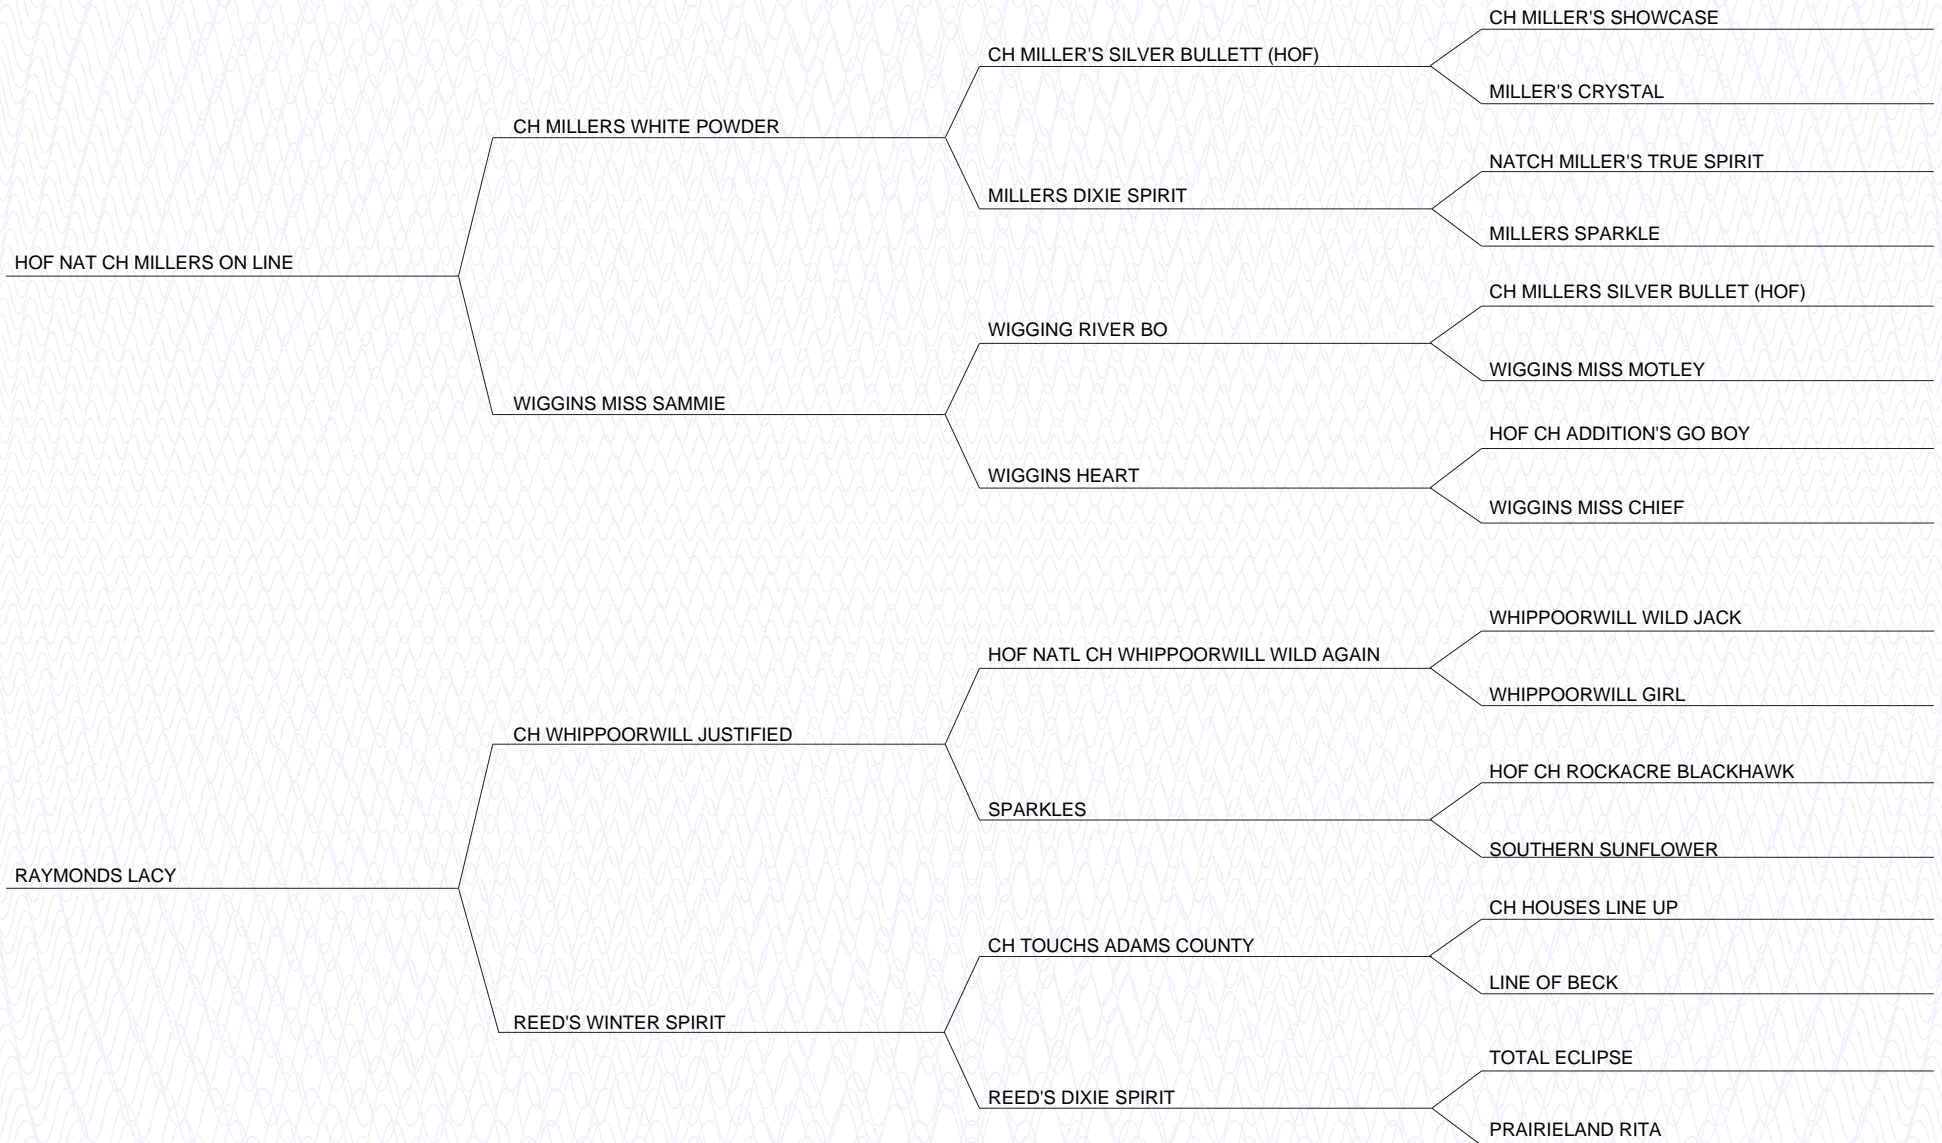 CH MILLER'S SHOWCASE
CH MILLER'S SILVER BULLETT (HOF)
MILLER'S CRYSTAL
CH MILLERS WHITE POWDER
NATCH MILLER'S TRUE SPIRIT
MILLERS DIXIE SPIRIT
MILLERS SPARKLE
HOF NAT CH MILLERS ON LINE
CH MILLERS SILVER BULLET (HOF)
WIGGING RIVER BO
WIGGINS MISS MOTLEY
WIGGINS MISS SAMMIE
HOF CH ADDITION'S GO BOY
WIGGINS HEART
WIGGINS MISS CHIEF
WHIPPOORWILL WILD JACK
HOF NATL CH WHIPPOORWILL WILD AGAIN
WHIPPOORWILL GIRL
CH WHIPPOORWILL JUSTIFIED
HOF CH ROCKACRE BLACKHAWK
SPARKLES
SOUTHERN SUNFLOWER
RAYMONDS LACY
CH HOUSES LINE UP
CH TOUCHS ADAMS COUNTY
LINE OF BECK
REED'S WINTER SPIRIT
TOTAL ECLIPSE
REED'S DIXIE SPIRIT
PRAIRIELAND RITA